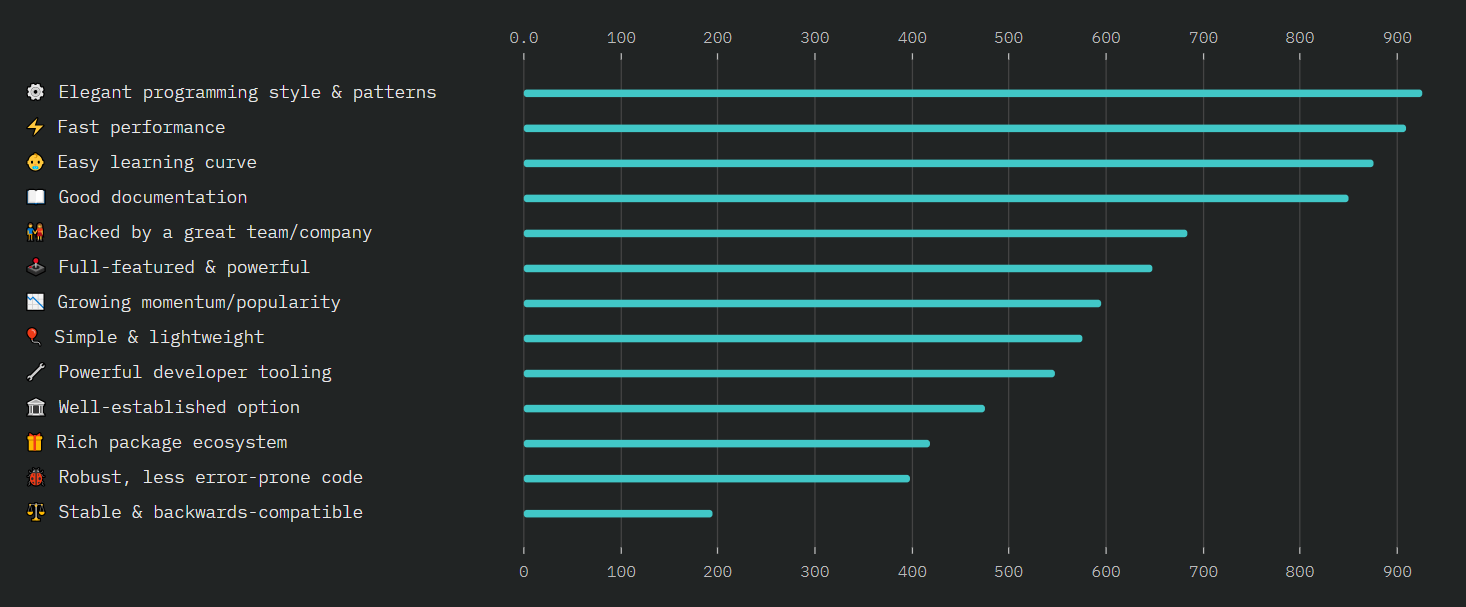 0.0 100 200 300 400 500 600 700 800 900
Elegant programming style & patterns
Fast performance
Easy learning curve
Good documentation
Backed by a great team/company
Full-featured & powerful
Growing momentum/popularity
Simple & lightweight
Powerful developer tooling
Well-established option
Rich package ecosystem
Robust, less error-prone code
Stable & backwards-compatible
0 100 200 300 400 500 600 700 800 900